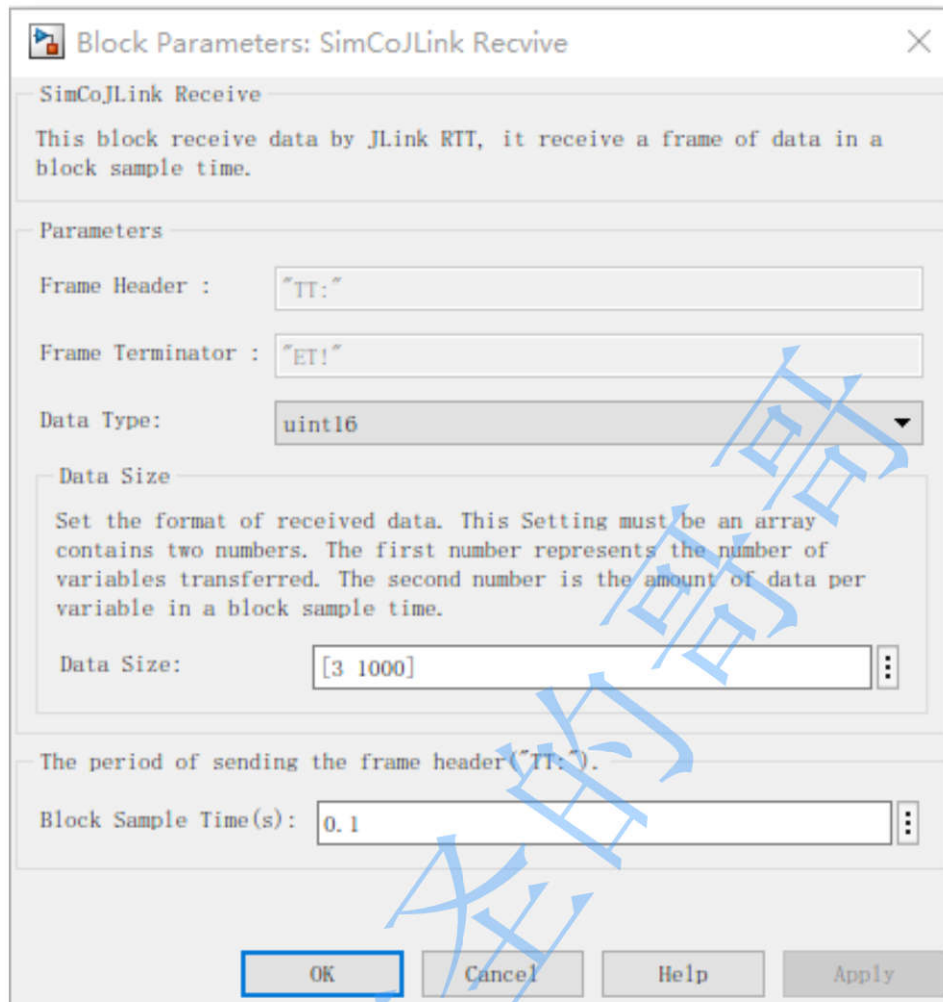 Block Parameters: SimCoJLink Recvive
SimCoJLink Receive
This block receive data by JLink RTT, it receive a frame of data in a
block sample time.
Parameters
Frame Header :
"TT:"
Frame Terminator :
"ET!"
Data Type:
uint16
Data Size
Set the format of received data. This Setting must be an array
contains two numbers. The first number represents the number of
variables transferred. The second number is the amount of data per
variable in a block sample time.
Data Size:
[3 1000]
The period of sending the frame header("TT:").
Block Sample Time(s):
0.1
OK
Cancel
Help
Apply
圣的哥哥